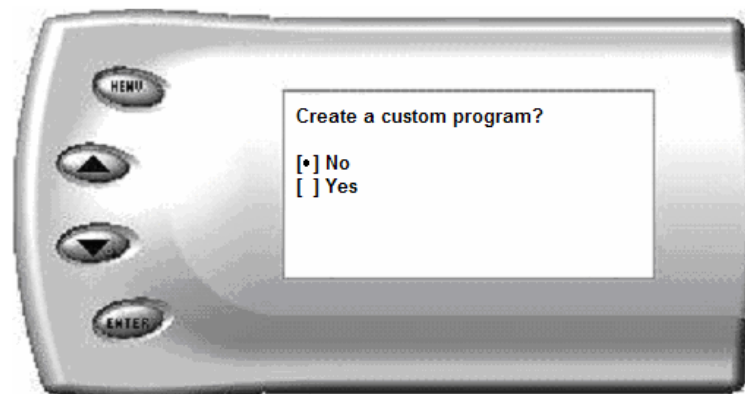 MENU
Create a custom program?
[•] No
[ ] Yes
ENTER